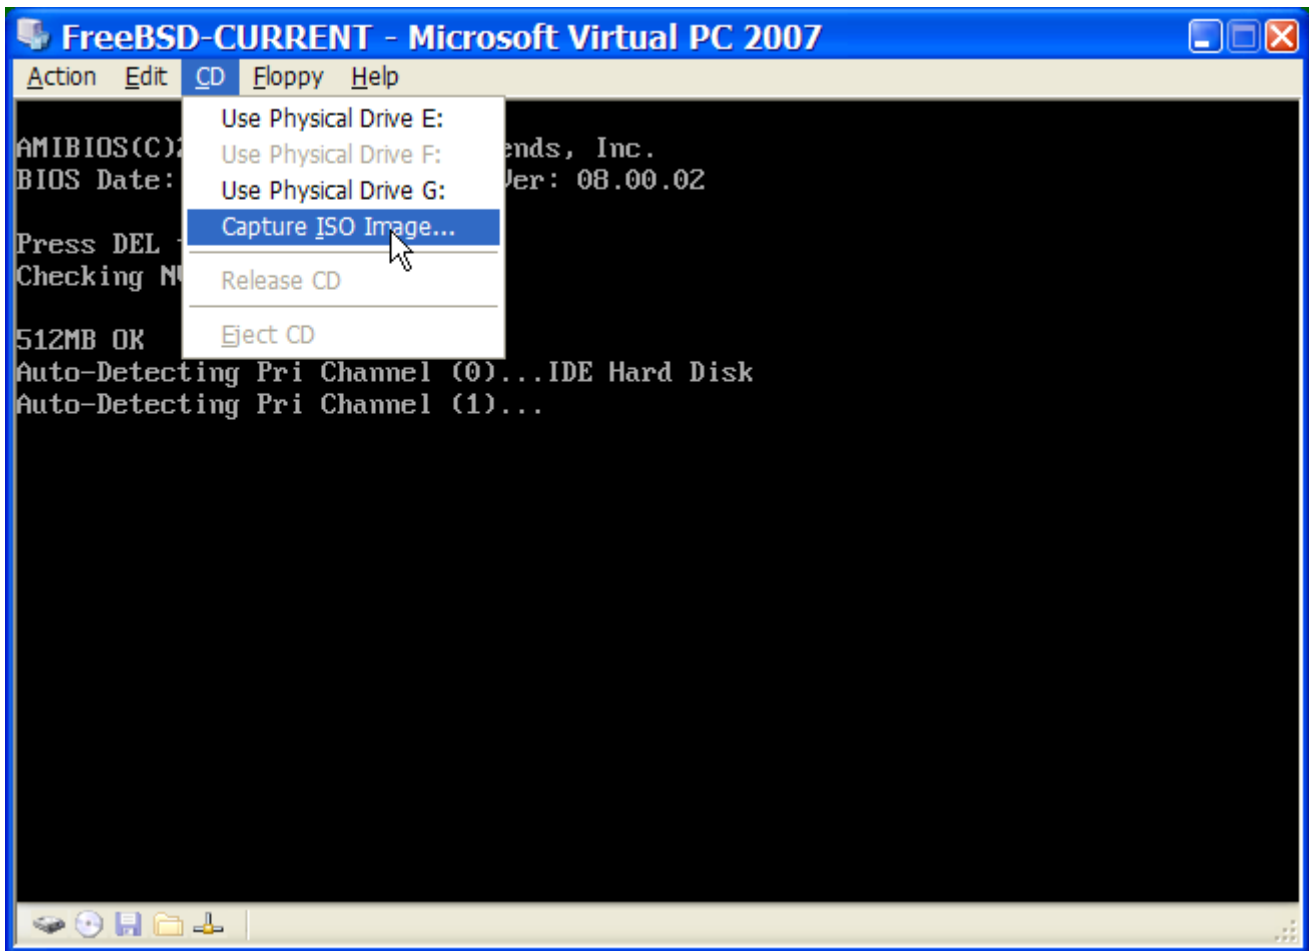 FreeBSD-CURRENT - Microsoft Virtual PC 2007
Action Edit CD Floppy Help
Use Physical Drive E:
Use Physical Drive F:
Use Physical Drive G:
Capture ISO Image...
Release CD
Eject CD
AMIBIOS(C) Inc.
BIOS Date: Ver: 08.00.02
Press DEL
Checking
512MB OK
Auto-Detecting Pri Channel (0)...IDE Hard Disk
Auto-Detecting Pri Channel (1)...